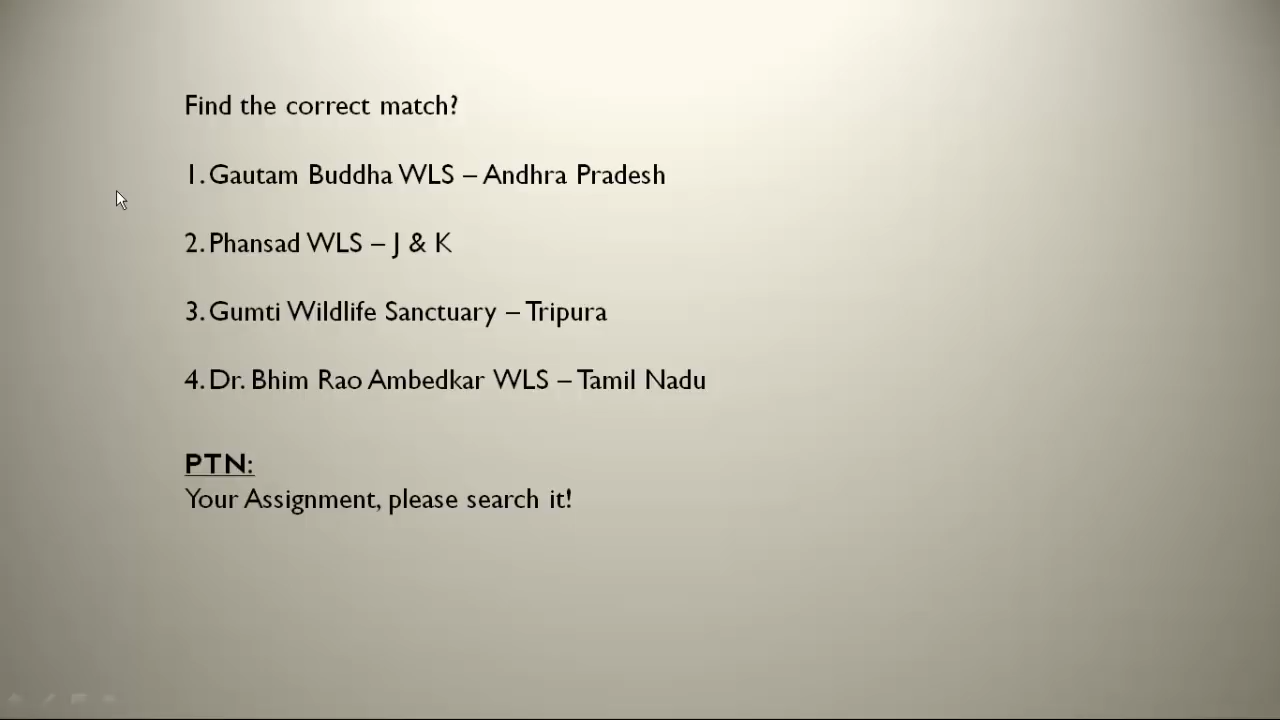 Find the correct match?
1. Gautam Buddha WLS – Andhra Pradesh
2. Phansad WLS – J & K
3. Gumti Wildlife Sanctuary – Tripura
4. Dr. Bhim Rao Ambedkar WLS – Tamil Nadu
PTN:
Your Assignment, please search it!